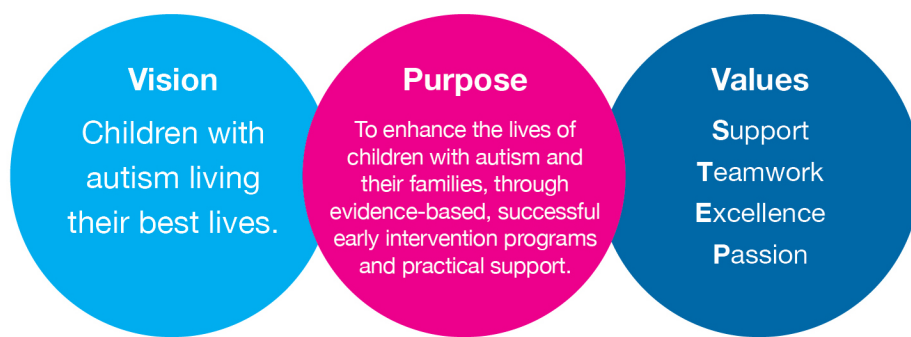 Vision
Children with
autism living
their best lives.
Purpose
To enhance the lives of
children with autism and
their families, through
evidence-based, successful
early intervention programs
and practical support.
Values
Support
Teamwork
Excellence
Passion